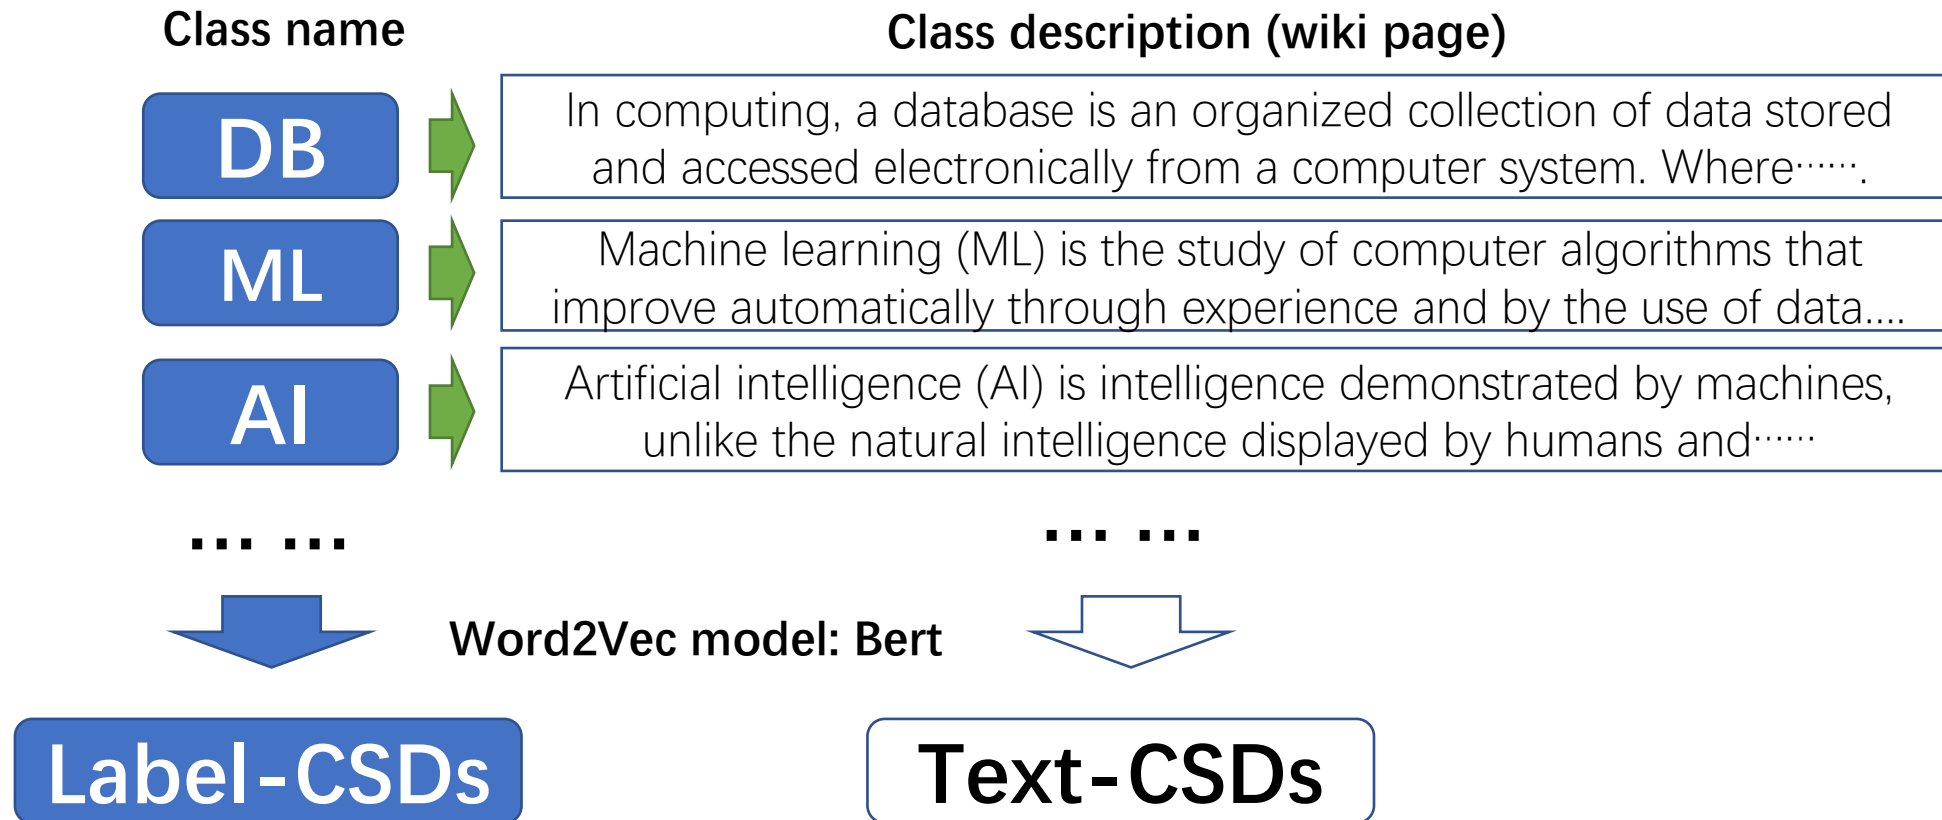 Class name
Class description (wiki page)
DB
In computing, a database is an organized collection of data stored
and accessed electronically from a computer system. Where⋯⋯.
ML
Machine learning (ML) is the study of computer algorithms that
improve automatically through experience and by the use of data....
AI
Artificial intelligence (AI) is intelligence demonstrated by machines,
unlike the natural intelligence displayed by humans and⋯⋯
... ...
... ...
Word2Vec model: Bert
Label-CSDs
Text-CSDs